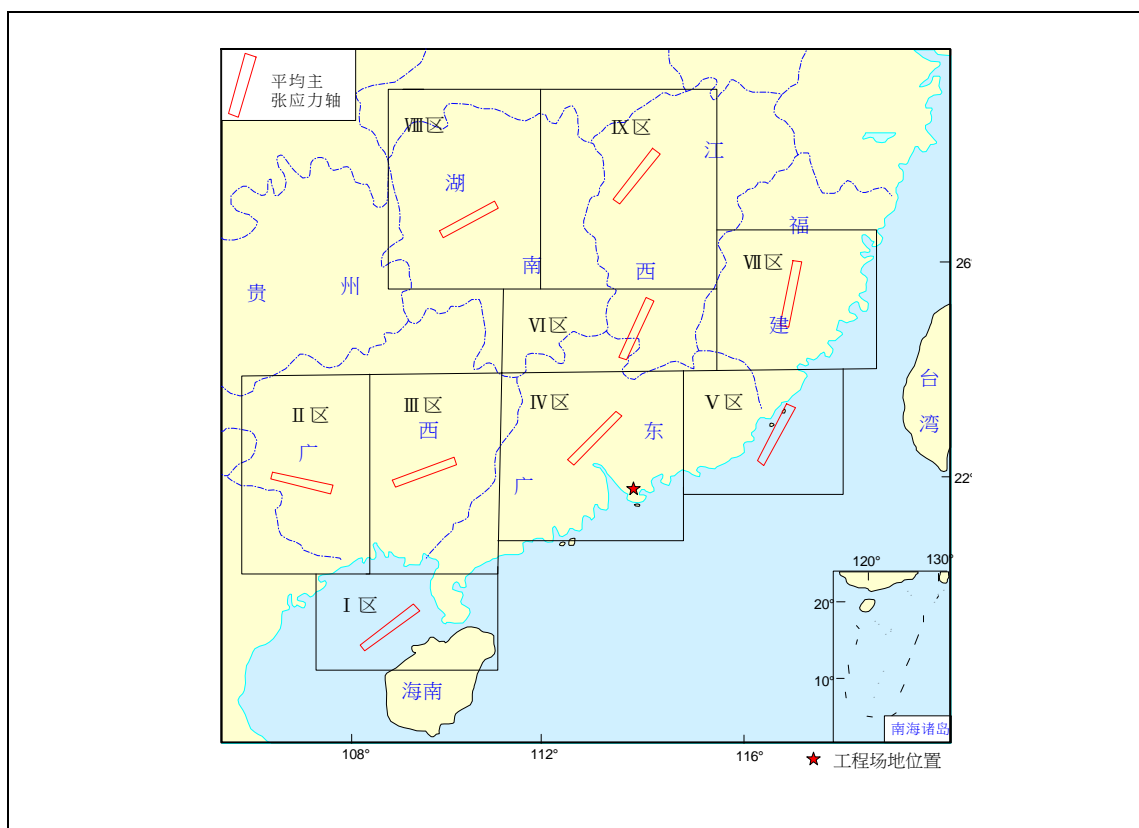 平均主
张应力轴
Ⅷ区
Ⅸ区
江
湖
福
南
西
Ⅶ区
26
贵
州
Ⅵ区
建
台
湾
Ⅱ区
Ⅲ区
Ⅳ区
Ⅴ区
广
西
东
广
22°
Ⅰ区
120°
130°
20°
10°
海南
南海诸岛
108°
112°
116°
工程场地位置